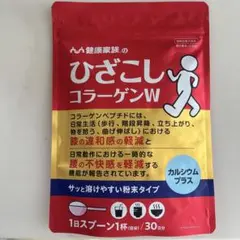 健康家族の
ひざこし
コラーゲンW
コラーゲンペプチドには、
日常生活(歩行、階段昇降、立ち上がり、
物を拾う、曲げ伸ばし)における
膝の違和感の軽減と
日常動作における一時的な
腰の不快感を軽減する
機能が報告されています。
サッと溶けやすい粉末タイプ
カルシウム
プラス
1日スプーン1杯(目安)/30日分